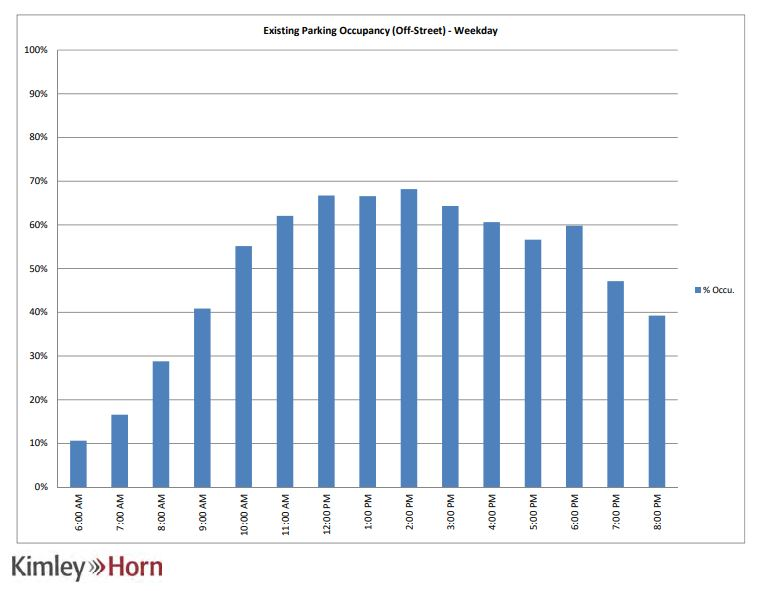 Existing Parking Occupancy (Off-Street) - Weekday
100%
90%
80%
70%
60%
50%
40%
30%
20%
10%
0%
6:00 AM
7:00 AM
8:00 AM
9:00 AM
10:00 AM
11:00 AM
12:00 PM
1:00 PM
2:00 PM
3:00 PM
4:00 PM
5:00 PM
6:00 PM
7:00 PM
8:00 PM
% Occu.
Kimley»Horn